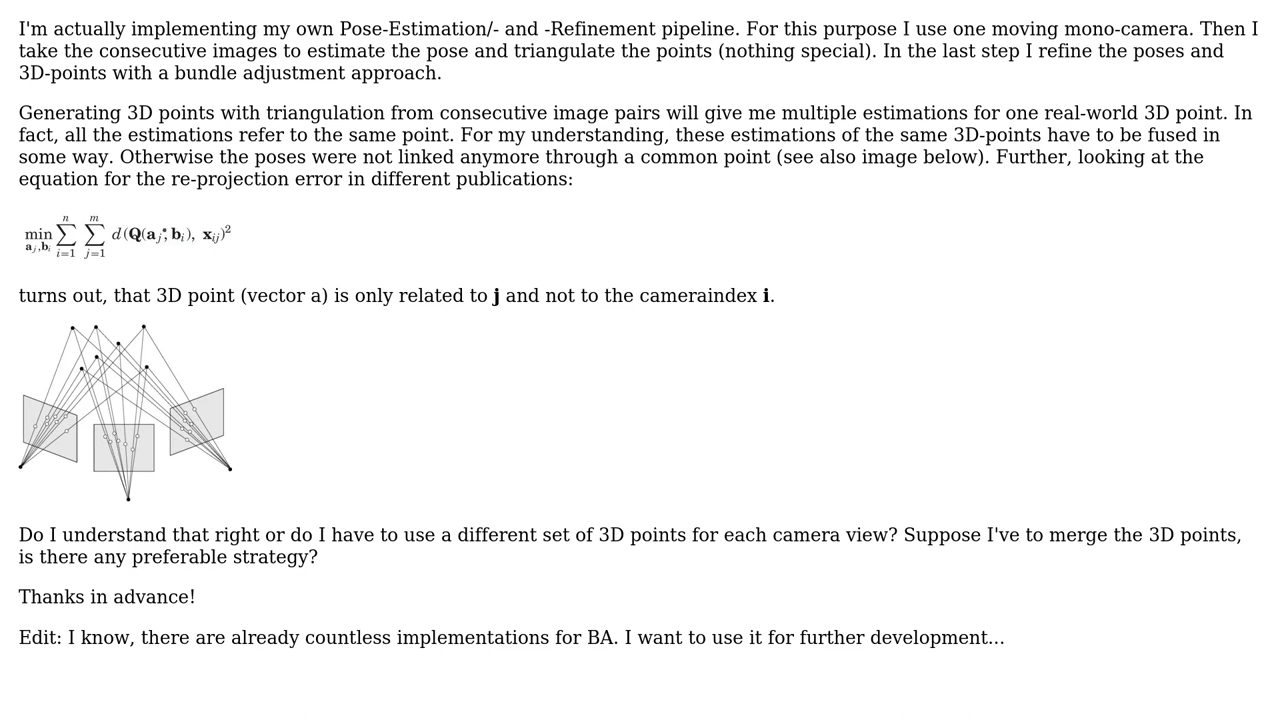 I'm actually implementing my own Pose-Estimation/- and -Refinement pipeline. For this purpose I use one moving mono-camera. Then I
take the consecutive images to estimate the pose and triangulate the points (nothing special). In the last step I refine the poses and
3D-points with a bundle adjustment approach.
Generating 3D points with triangulation from consecutive image pairs will give me multiple estimations for one real-world 3D point. In
fact, all the estimations refer to the same point. For my understanding, these estimations of the same 3D-points have to be fused in
some way. Otherwise the poses were not linked anymore through a common point (see also image below). Further, looking at the
equation for the re-projection error in different publications:
min_{a_j,b_i} ∑_{i=1}^{n} ∑_{j=1}^{m} d(Q(a_j, b_i), x_{ij})^2
turns out, that 3D point (vector a) is only related to j and not to the cameraindex i.
Do I understand that right or do I have to use a different set of 3D points for each camera view? Suppose I've to merge the 3D points,
is there any preferable strategy?
Thanks in advance!
Edit: I know, there are already countless implementations for BA. I want to use it for further development...